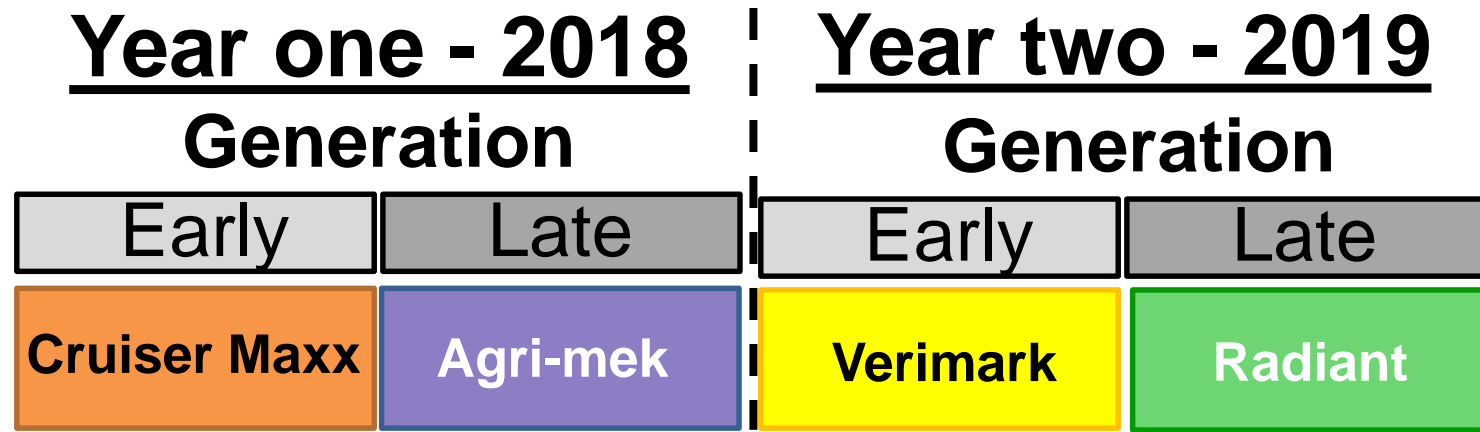 Year one - 2018
Generation
Early Late
Cruiser Maxx Agri-mek
Year two - 2019
Generation
Early Late
Verimark Radiant